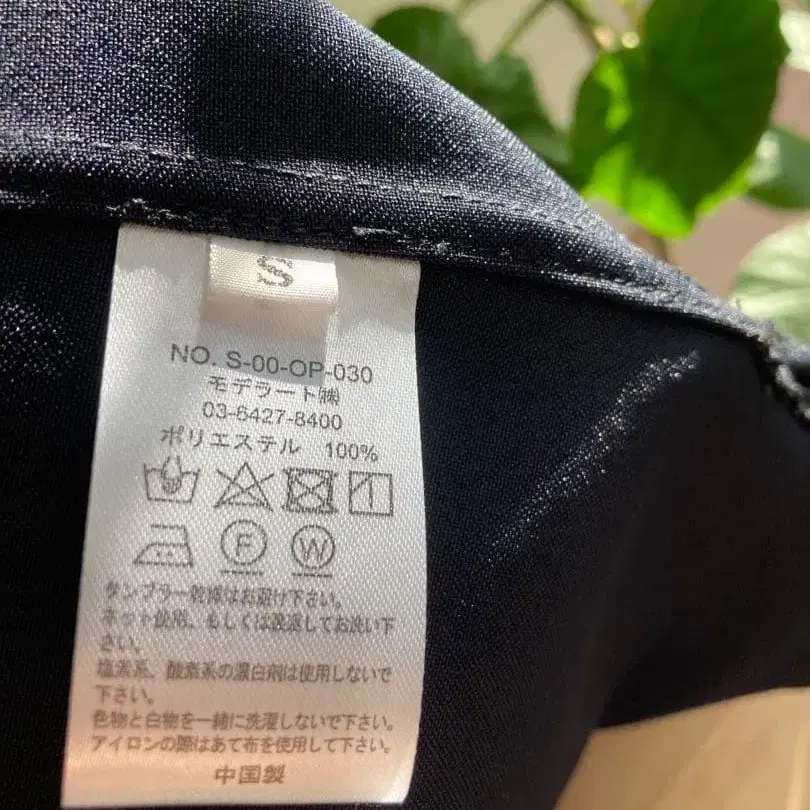 S
NO. S-00-OP-030
モデラート㈱
03-6427-8400
ポリエステル 100%
F W
タンブラー乾燥はお避け下さい。
ネット使用、もしくは裏返してお洗い下
さい。
塩素系、酸素系の漂白剤は使用しないで
下さい。
色物と白物を一緒に洗濯しないで下さい。
アイロンの際はあて布を使用して下さい。
中国製